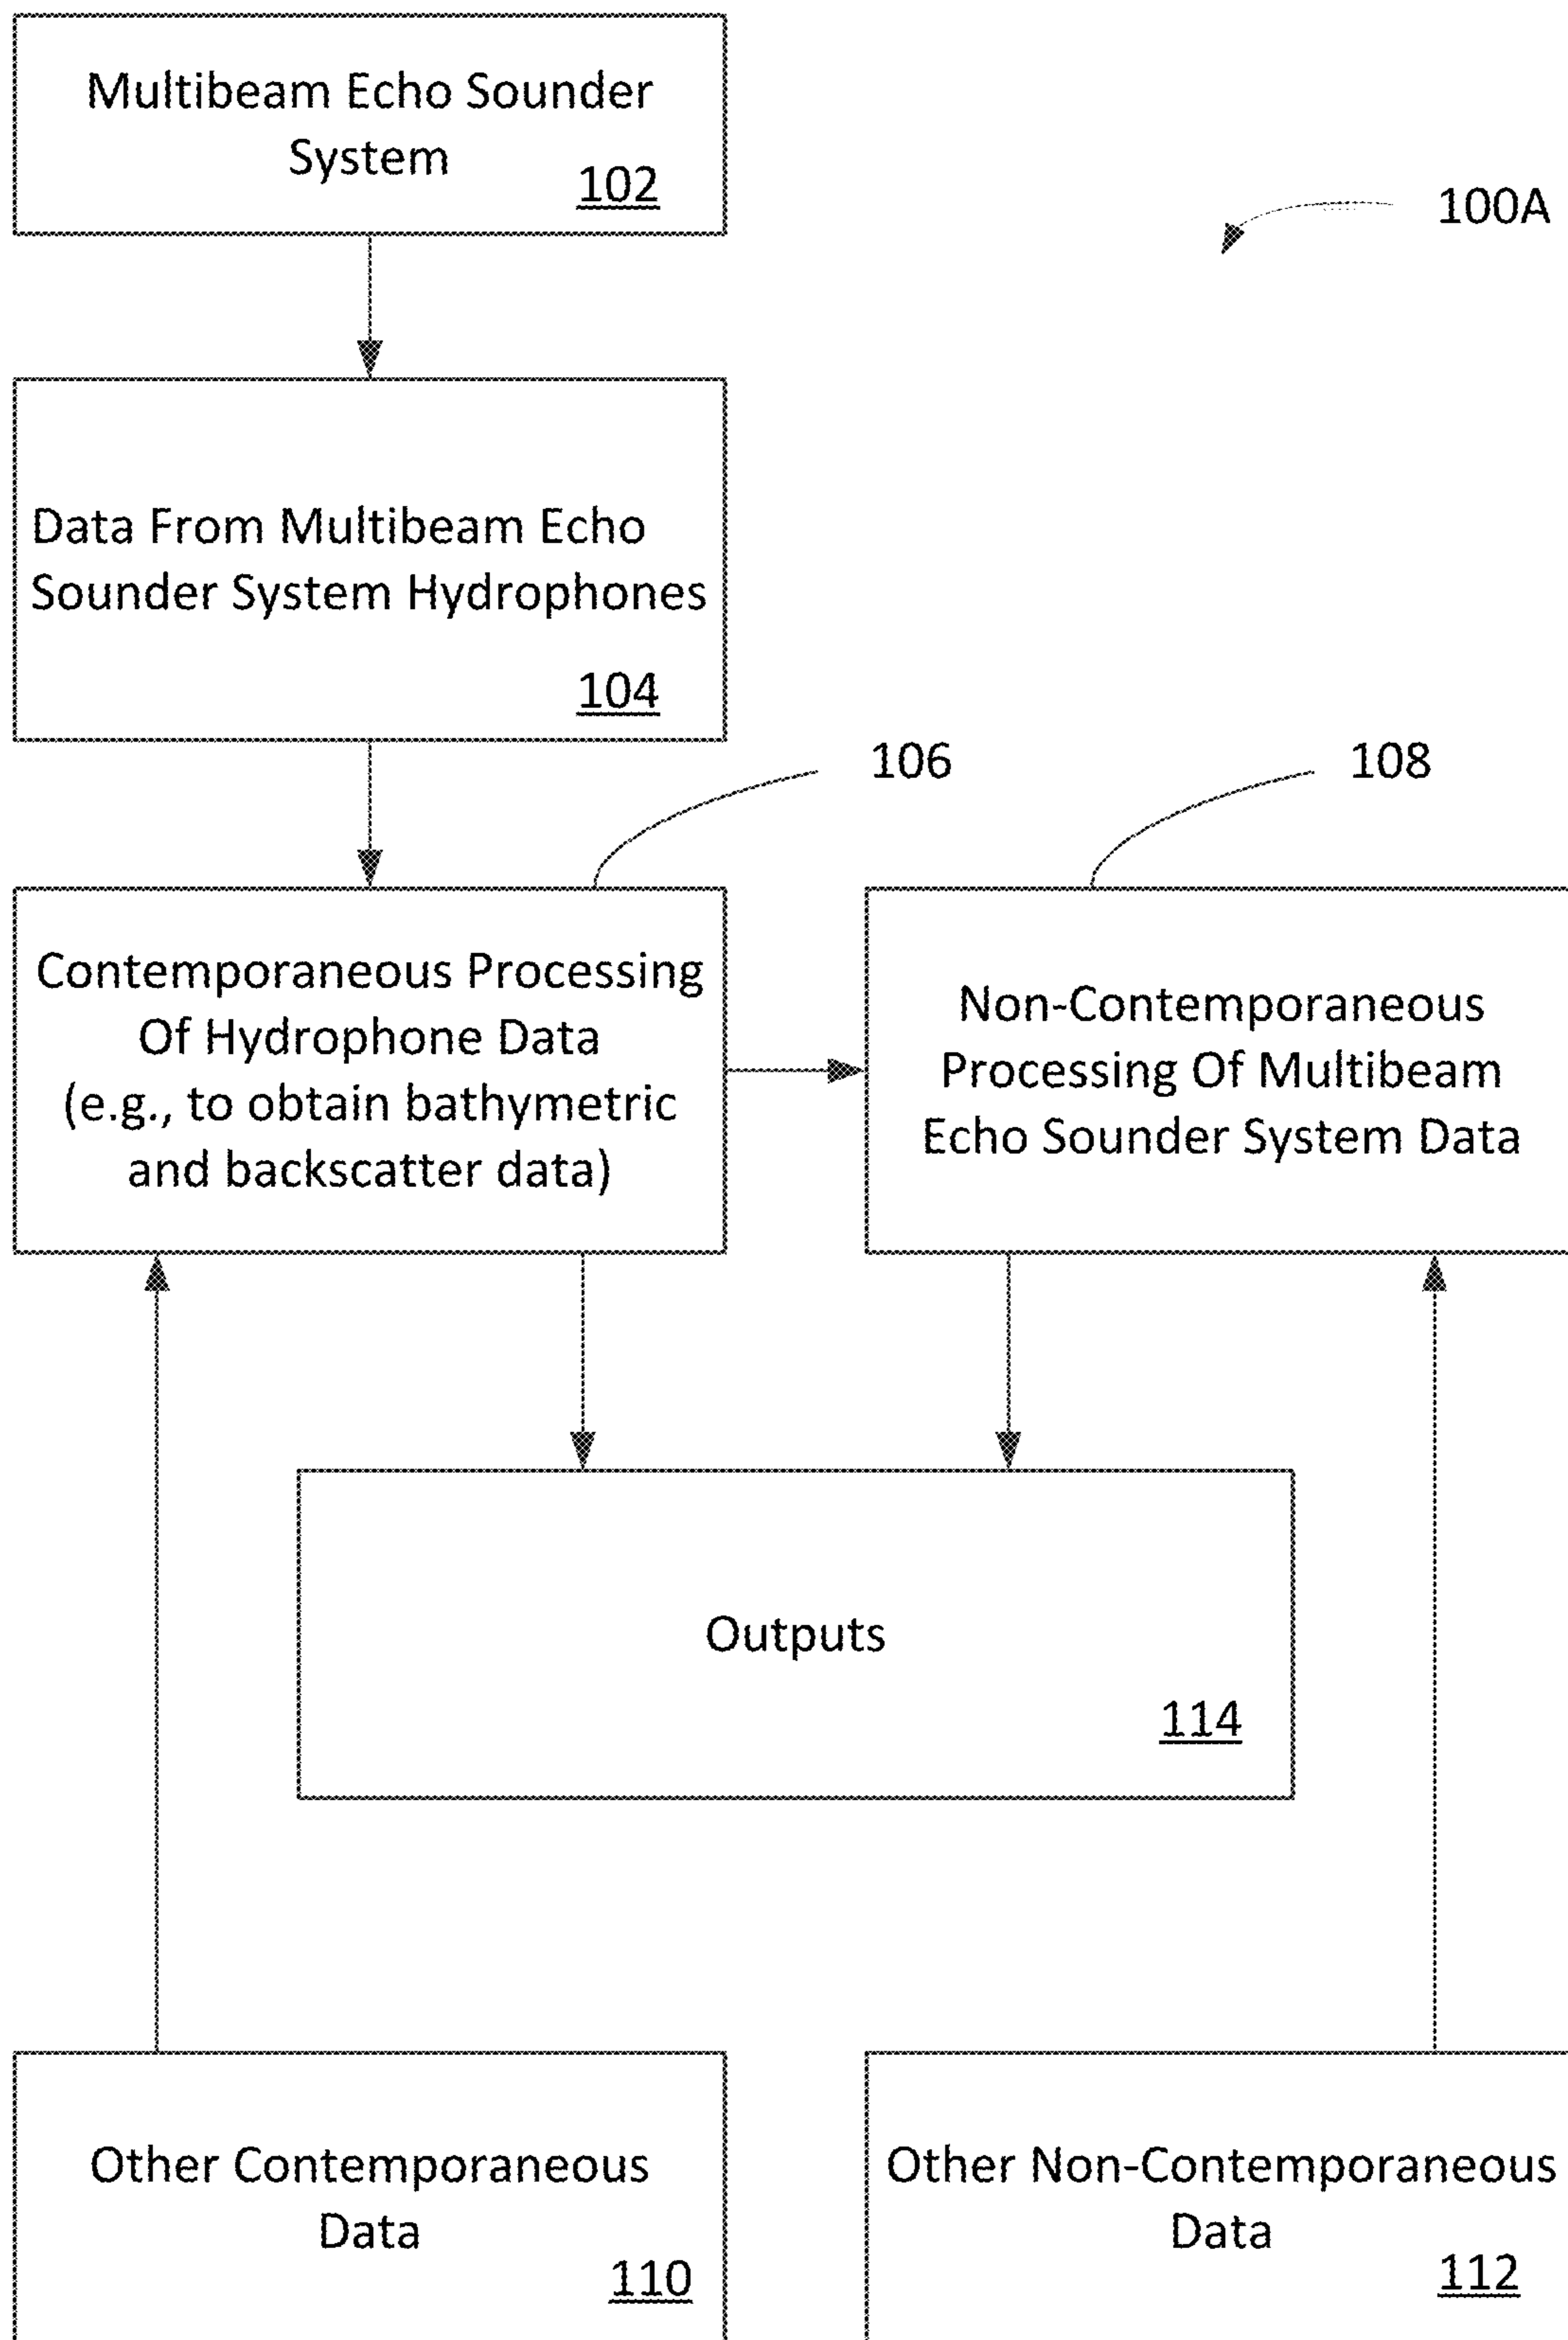 Multibeam Echo Sounder
System
102
100A
Data From Multibeam Echo
Sounder System Hydrophones
104
106
108
Contemporaneous Processing
Of Hydrophone Data
(e.g., to obtain bathymetric
and backscatter data)
Non-Contemporaneous
Processing Of Multibeam
Echo Sounder System Data
Outputs
114
Other Contemporaneous
Data
110
Other Non-Contemporaneous
Data
112